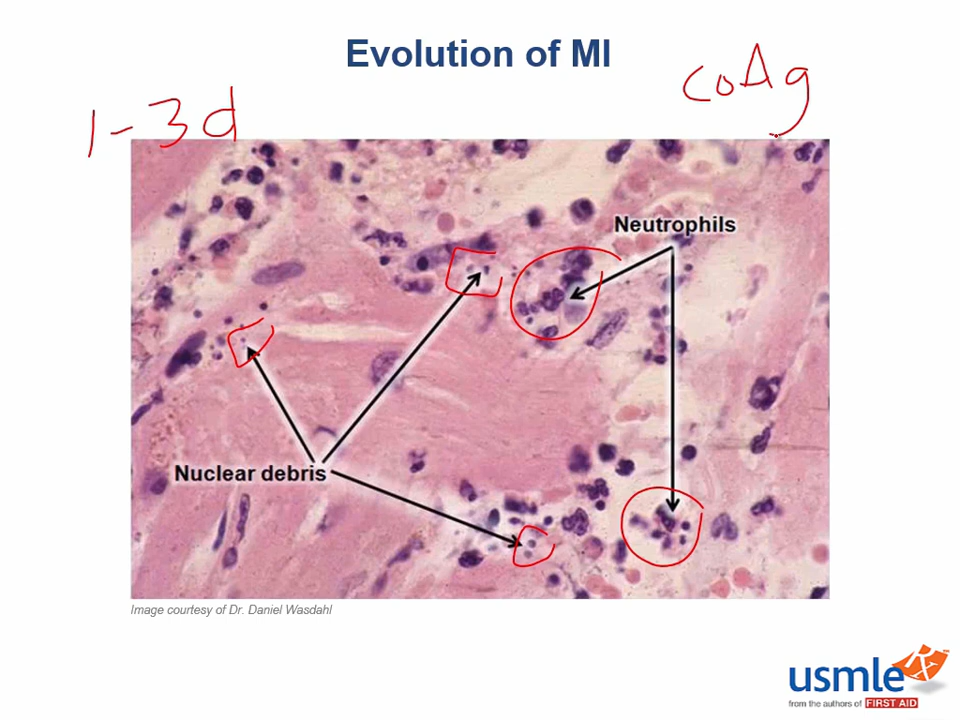 Evolution of MI
coAg
1-3d
Neutrophils
Nuclear debris
Image courtesy of Dr. Daniel Wasdahl
usmle Rx
from the authors of FIRST AID